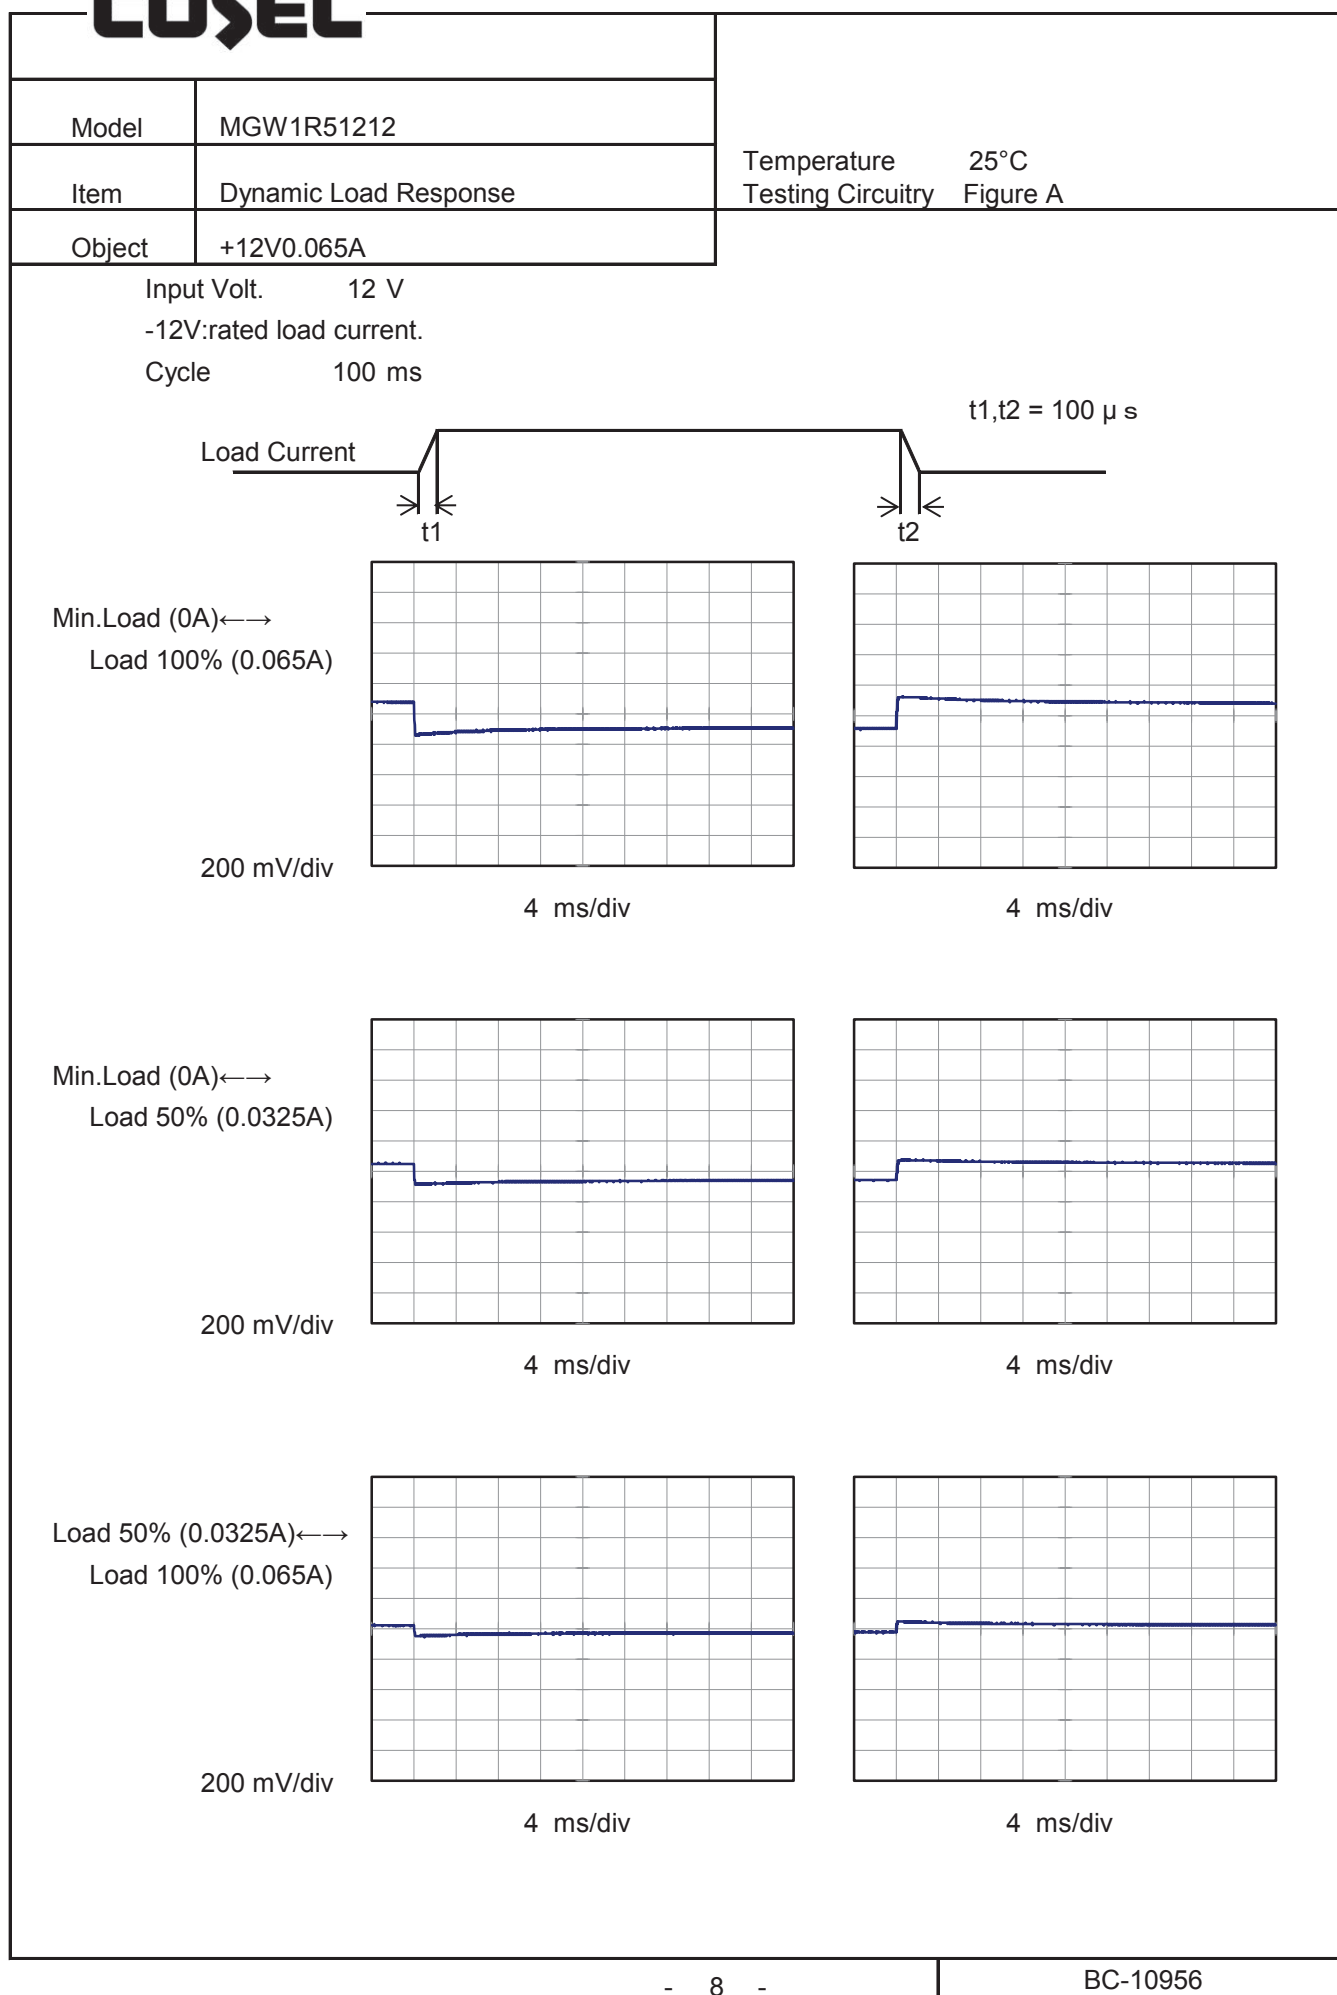 COSEL
Model MGW1R51212
Item Dynamic Load Response
Temperature 25°C
Testing Circuitry Figure A
Object +12V0.065A
Input Volt. 12 V
-12V:rated load current.
Cycle 100 ms
t1,t2 = 100 μs
Load Current
t1 t2
Min.Load (0A)←→
Load 100% (0.065A)
200 mV/div
4 ms/div 4 ms/div
Min.Load (0A)←→
Load 50% (0.0325A)
200 mV/div
4 ms/div 4 ms/div
Load 50% (0.0325A)←→
Load 100% (0.065A)
200 mV/div
4 ms/div 4 ms/div
- 8 - BC-10956